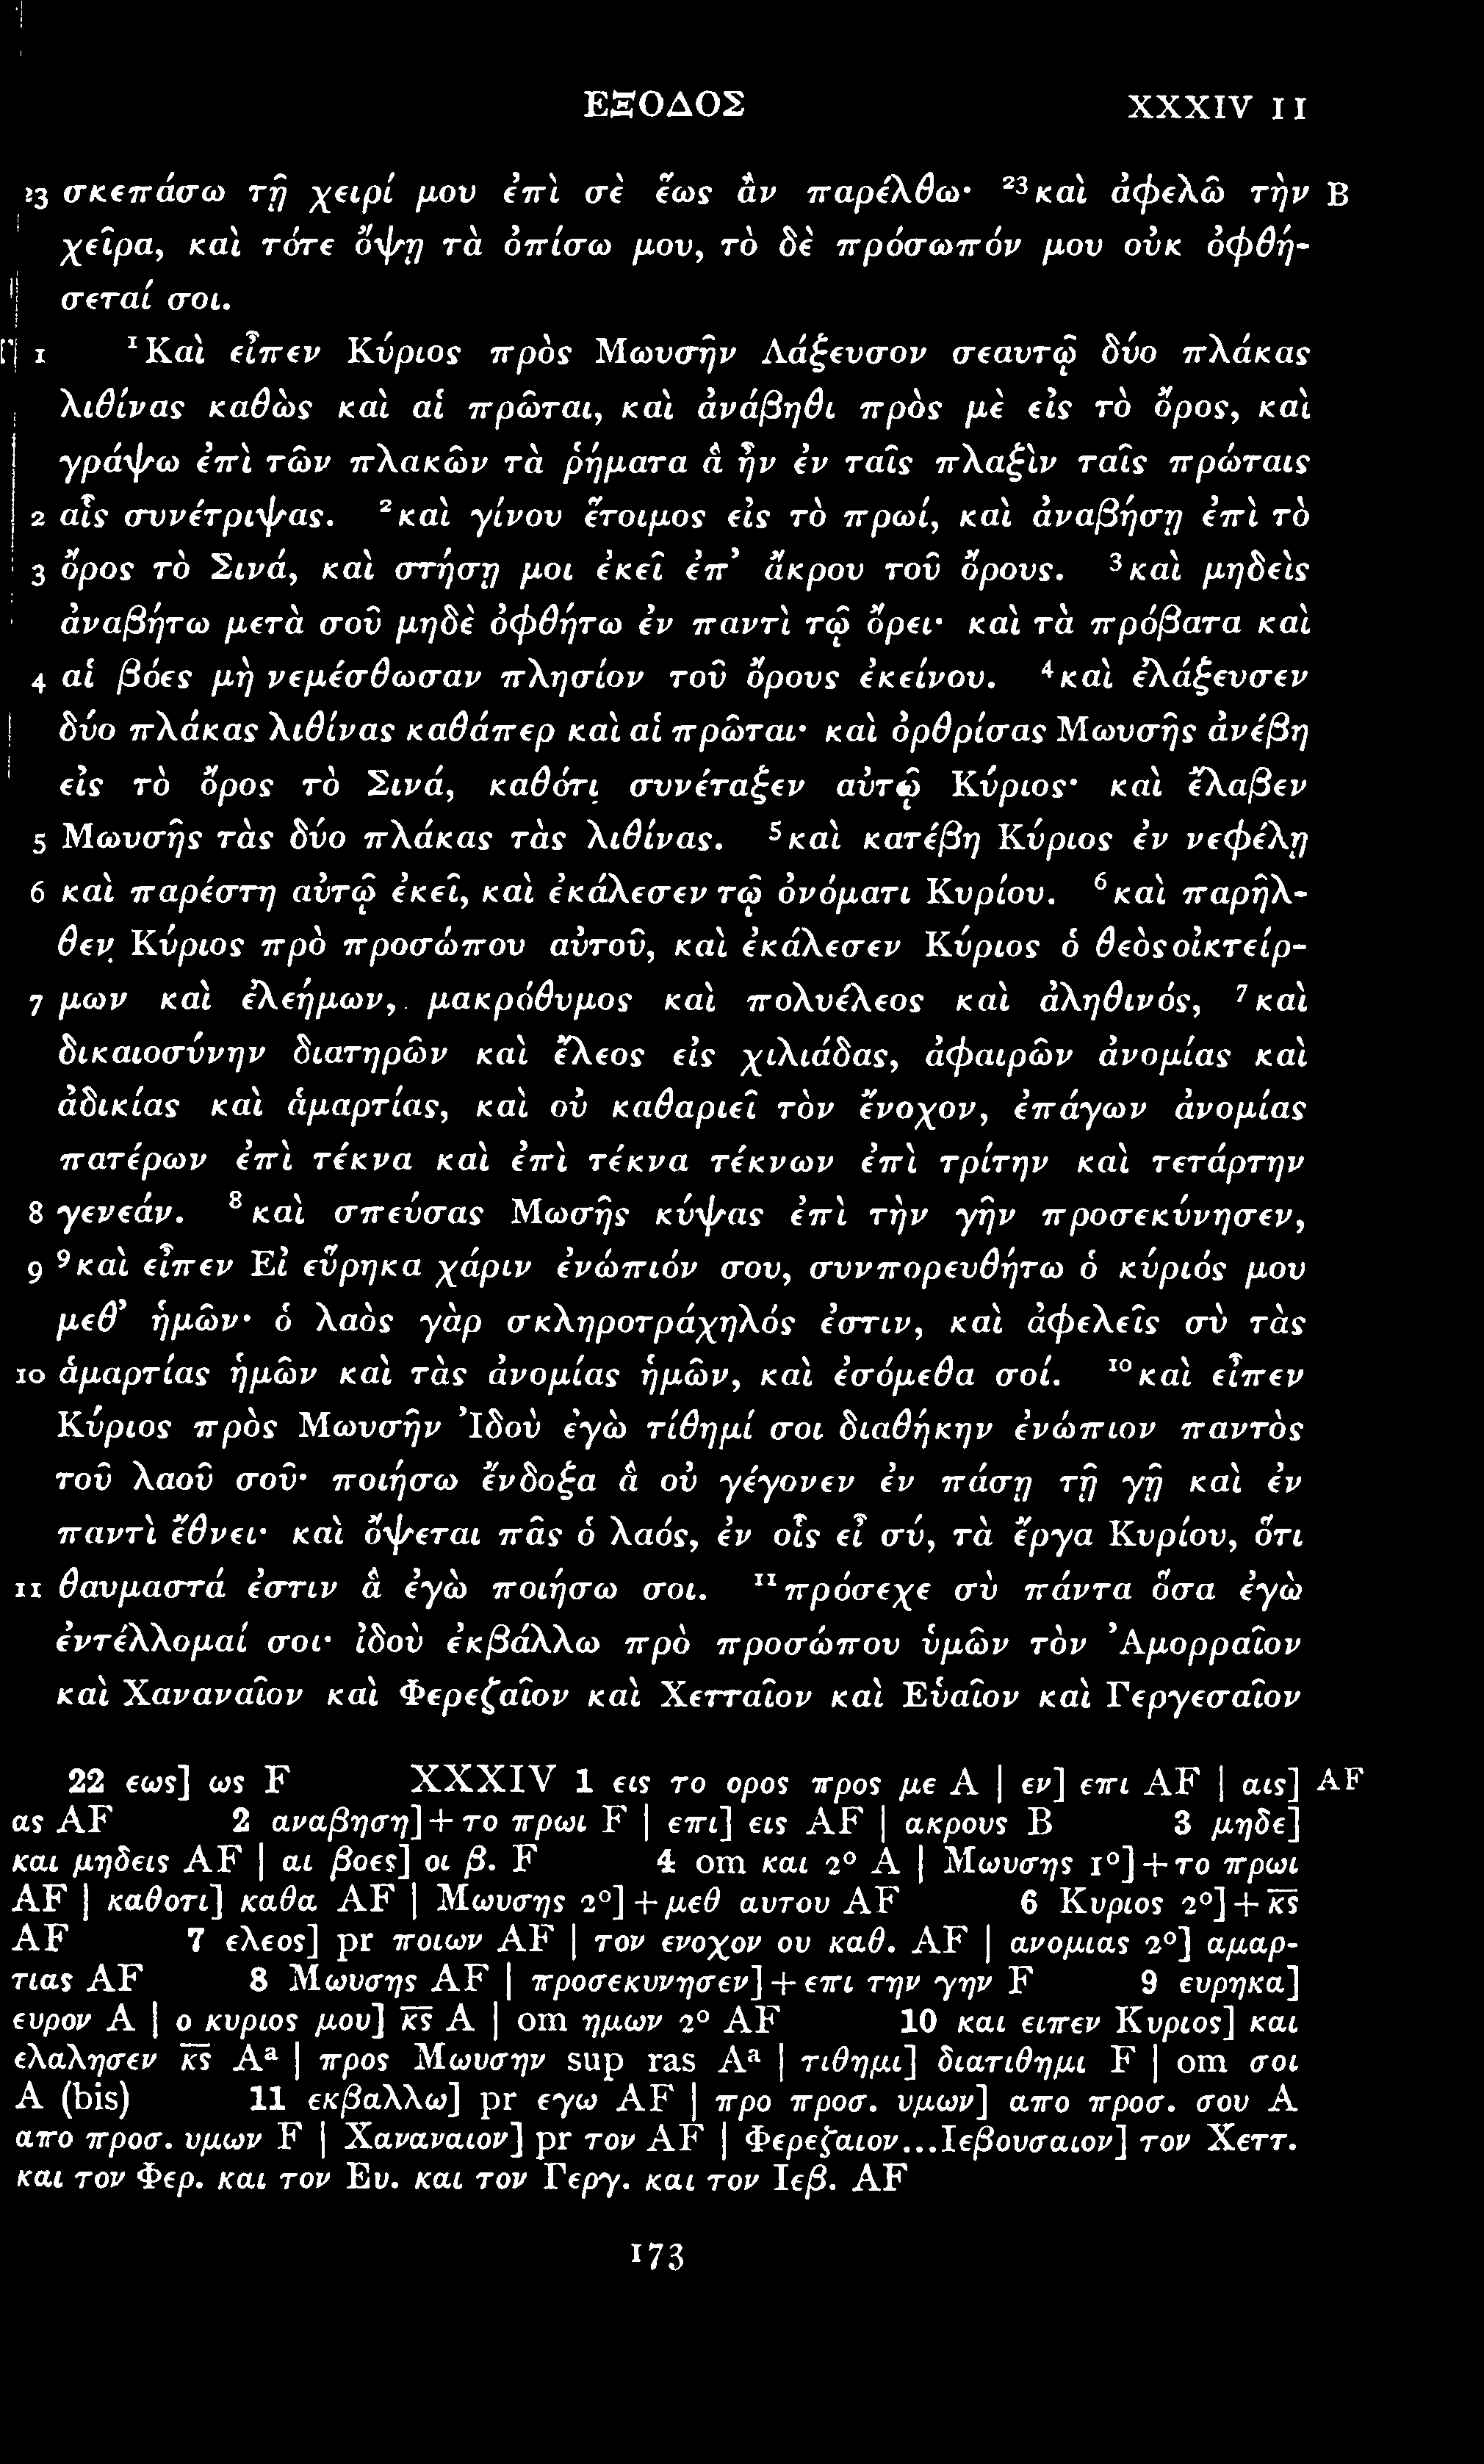 ΕΞΟΔΟΣ XXXIV 11
23 σκεπάσω τῇ χειρί μου ἐπὶ σὲ ἕως ἂν παρέλθω· ²³καὶ ἀφελῶ τὴν B
χεῖρα, καὶ τότε ὄψῃ τὰ ὀπίσω μου, τὸ δὲ πρόσωπόν μου οὐκ ὀφθή-
σεταί σοι.
1 ¹Καὶ εἶπεν Κύριος πρὸς Μωυσῆν Λάξευσον σεαυτῷ δύο πλάκας
λιθίνας καθὼς καὶ αἱ πρῶται, καὶ ἀνάβηθι πρὸς μὲ εἰς τὸ ὄρος, καὶ
γράψω ἐπὶ τῶν πλακῶν τὰ ῥήματα ἃ ἦν ἐν ταῖς πλαξὶν ταῖς πρώταις
2 αἷς συνέτριψας. ²καὶ γίνου ἕτοιμος εἰς τὸ πρωί, καὶ ἀναβήσῃ ἐπὶ τὸ
3 ὄρος τὸ Σινά, καὶ στήσῃ μοι ἐκεῖ ἐπ᾽ ἄκρου τοῦ ὄρους. ³καὶ μηδεὶς
ἀναβήτω μετὰ σοῦ μηδὲ ὀφθήτω ἐν παντὶ τῷ ὄρει· καὶ τὰ πρόβατα καὶ
4 αἱ βόες μὴ νεμέσθωσαν πλησίον τοῦ ὄρους ἐκείνου. ⁴καὶ ἐλάξευσεν
δύο πλάκας λιθίνας καθάπερ καὶ αἱ πρῶται· καὶ ὀρθρίσας Μωυσῆς ἀνέβη
εἰς τὸ ὄρος τὸ Σινά, καθότι συνέταξεν αὐτῷ Κύριος· καὶ ἔλαβεν
5 Μωυσῆς τὰς δύο πλάκας τὰς λιθίνας. ⁵καὶ κατέβη Κύριος ἐν νεφέλῃ
6 καὶ παρέστη αὐτῷ ἐκεῖ, καὶ ἐκάλεσεν τῷ ὀνόματι Κυρίου. ⁶καὶ παρῆλ-
θεν Κύριος πρὸ προσώπου αὐτοῦ, καὶ ἐκάλεσεν Κύριος ὁ θεὸς οἰκτείρ-
7 μων καὶ ἐλεήμων, μακρόθυμος καὶ πολυέλεος καὶ ἀληθινός, ⁷καὶ
δικαιοσύνην διατηρῶν καὶ ἔλεος εἰς χιλιάδας, ἀφαιρῶν ἀνομίας καὶ
ἀδικίας καὶ ἁμαρτίας, καὶ οὐ καθαριεῖ τὸν ἔνοχον, ἐπάγων ἀνομίας
πατέρων ἐπὶ τέκνα καὶ ἐπὶ τέκνα τέκνων ἐπὶ τρίτην καὶ τετάρτην
8 γενεάν. ⁸καὶ σπεύσας Μωσῆς κύψας ἐπὶ τὴν γῆν προσεκύνησεν,
9 ⁹καὶ εἶπεν Εἰ εὕρηκα χάριν ἐνώπιόν σου, συνπορευθήτω ὁ κύριός μου
μεθ᾽ ἡμῶν· ὁ λαὸς γὰρ σκληροτράχηλός ἐστιν, καὶ ἀφελεῖς σὺ τὰς
10 ἁμαρτίας ἡμῶν καὶ τὰς ἀνομίας ἡμῶν, καὶ ἐσόμεθα σοί. ¹⁰καὶ εἶπεν
Κύριος πρὸς Μωυσῆν Ἰδοὺ ἐγὼ τίθημί σοι διαθήκην ἐνώπιον παντὸς
τοῦ λαοῦ σοῦ· ποιήσω ἔνδοξα ἃ οὐ γέγονεν ἐν πάσῃ τῇ γῇ καὶ ἐν
παντὶ ἔθνει· καὶ ὄψεται πᾶς ὁ λαός, ἐν οἷς εἶ σύ, τὰ ἔργα Κυρίου, ὅτι
11 θαυμαστά ἐστιν ἃ ἐγὼ ποιήσω σοι. ¹¹πρόσεχε σὺ πάντα ὅσα ἐγὼ
ἐντέλλομαί σοι· ἰδοὺ ἐκβάλλω πρὸ προσώπου ὑμῶν τὸν Ἀμορραῖον
καὶ Χαναναῖον καὶ Φερεζαῖον καὶ Χετταῖον καὶ Εὑαῖον καὶ Γεργεσαῖον
22 εως] ως F XXXIV 1 εις το ορος προς με A | εν] επι AF | αις] AF
ας AF 2 αναβηση]+το πρωι F | επι] εις AF | ακρους B 3 μηδε]
και μηδεις AF | αι βοες] οι β. F 4 om και 2° A | Μωυσης 1°]+το πρωι
AF | καθοτι] καθα AF | Μωυσης 2°]+μεθ αυτου AF 6 Κυριος 2°]+κ̅ς̅
AF 7 ελεος] pr ποιων AF | τον ενοχον ου καθ. AF | ανομιας 2°] αμαρ-
τιας AF 8 Μωυσης AF | προσεκυνησεν]+επι την γην F 9 ευρηκα]
ευρον A | ο κυριος μου] κ̅ς̅ A | om ημων 2° AF 10 και ειπεν Κυριος] και
ελαλησεν κ̅ς̅ Aᵃ | προς Μωυσην sup ras Aᵃ | τιθημι] διατιθημι F | om σοι
A (bis) 11 εκβαλλω] pr εγω AF | προ προσ. υμων] απο προσ. σου A
απο προσ. υμων F | Χαναναιον] pr τον AF | Φερεζαιον...Ιεβουσαιον] τον Χεττ.
και τον Φερ. και τον Ευ. και τον Γεργ. και τον Ιεβ. AF
173